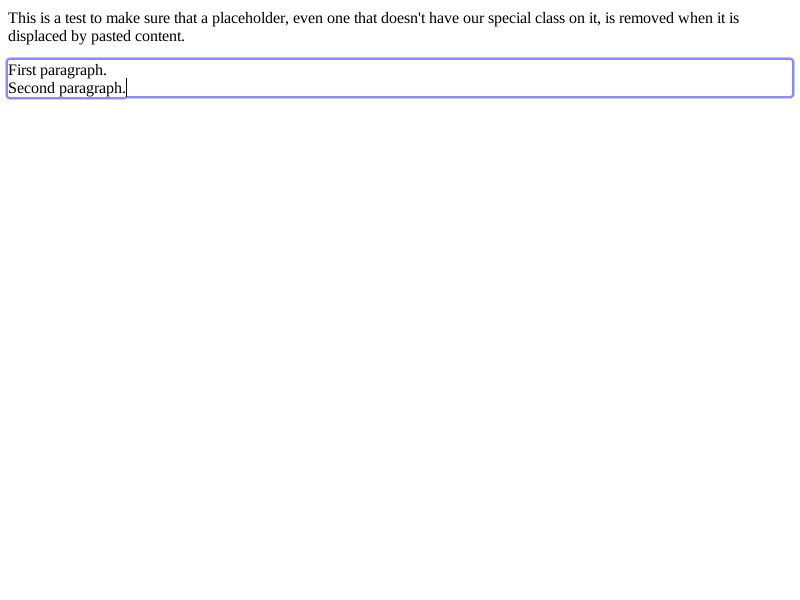 This is a test to make sure that a placeholder, even one that doesn't have our special class on it, is removed when it is
displaced by pasted content.
First paragraph.
Second paragraph.